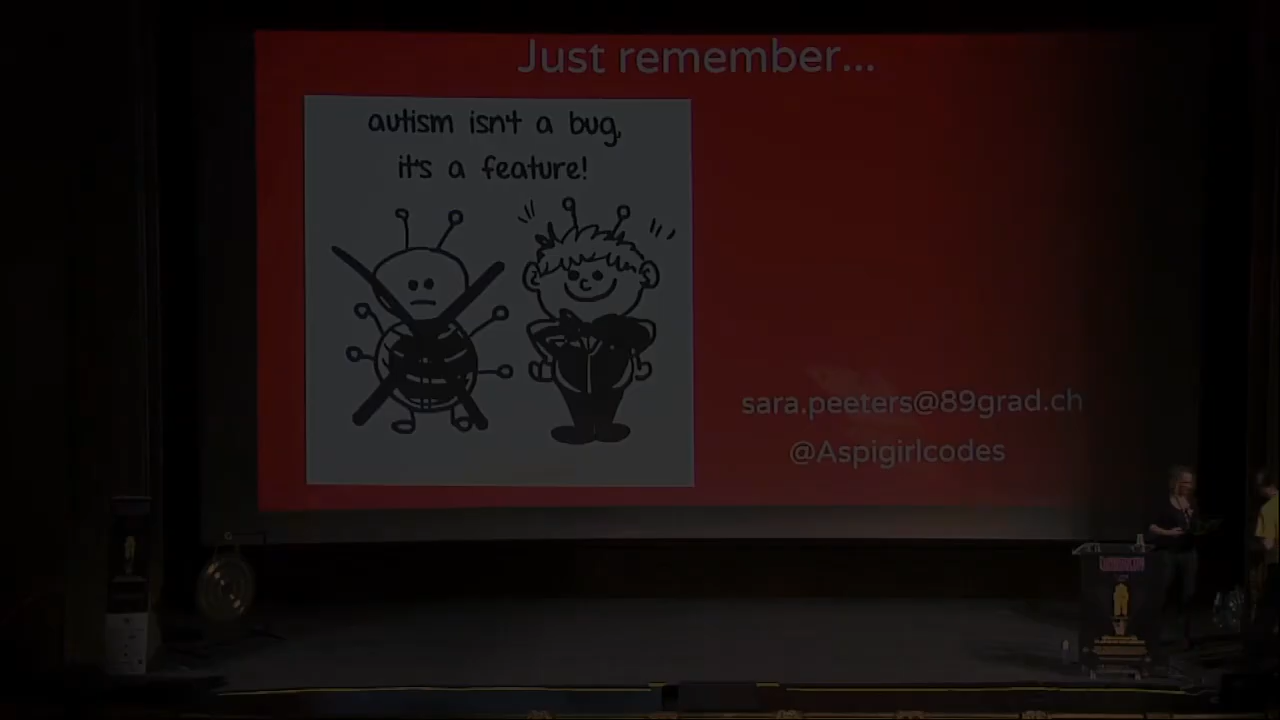 Just remember...
autism isn't a bug,
it's a feature!
sara.peeters@89grad.ch
@Aspigirlcodes